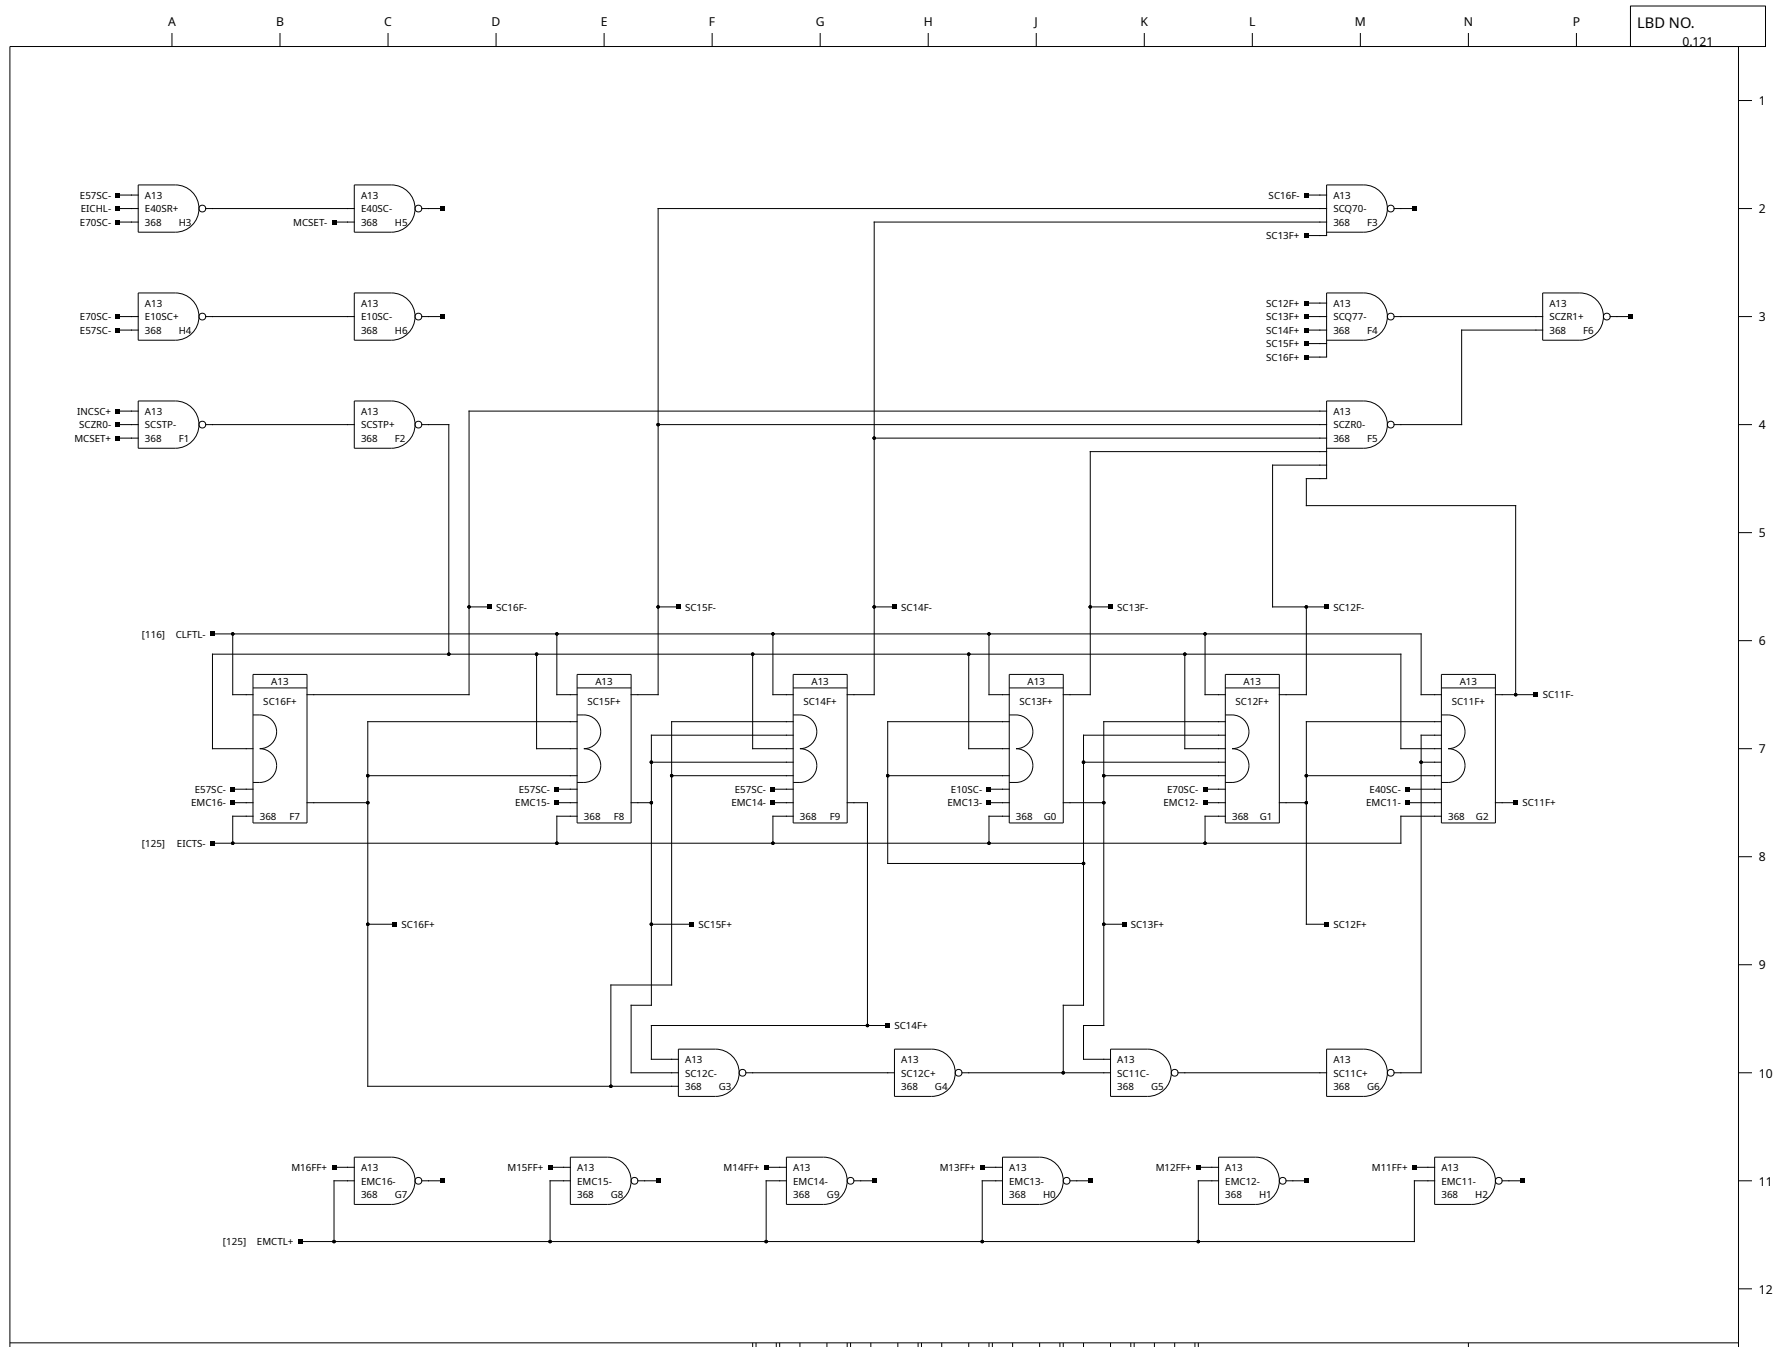 A B C D E F G H J K L M N P
LBD NO.
0.121
1
E57SC- A13
EICHL- E40SR+
E70SC- 368 H3
A13
E40SC-
MCSET- 368 H5
SC16F- A13
SCQ70-
368 F3
SC13F+
2
E70SC- E57SC-
A13
E10SC+
368 H4
A13
E10SC-
368 H6
SC12F+ A13
SC13F+ SCQ77-
SC14F+ 368 F4
SC15F+
SC16F+
A13
SCZR1+
368 F6
3
INCSC+ A13
SCZR0- SCSTP-
MCSET+ 368 F1
A13
SCSTP+
368 F2
A13
SCZR0-
368 F5
4
5
SC16F- SC15F- SC14F- SC13F- SC12F-
[116] CLFTL-
6
A13 A13 A13 A13 A13 A13
SC16F+ SC15F+ SC14F+ SC13F+ SC12F+ SC11F+
SC11F-
7
E57SC- E57SC- E57SC- E10SC- E70SC- E40SC-
EMC16- EMC15- EMC14- EMC13- EMC12- EMC11- SC11F+
368 F7 368 F8 368 F9 368 G0 368 G1 368 G2
[125] EICTS-
8
SC16F+ SC15F+ SC13F+ SC12F+
9
SC14F+
A13 A13 A13 A13
SC12C- SC12C+ SC11C- SC11C+
368 G3 368 G4 368 G5 368 G6
10
M16FF+ A13 M15FF+ A13 M14FF+ A13 M13FF+ A13 M12FF+ A13 M11FF+ A13
EMC16- EMC15- EMC14- EMC13- EMC12- EMC11-
368 G7 368 G8 368 G9 368 H0 368 H1 368 H2
11
[125] EMCTL+
12